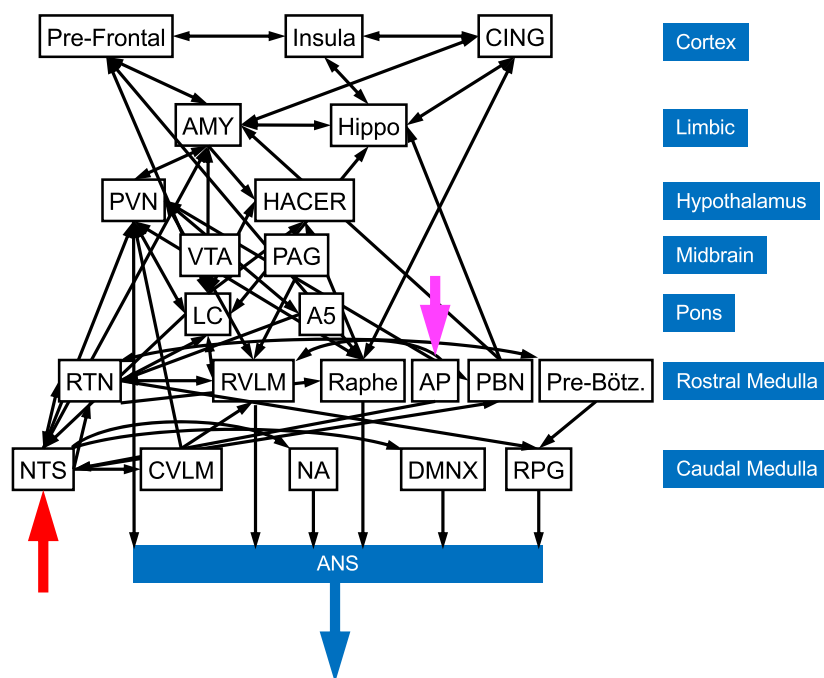 Pre-Frontal Insula CING Cortex
AMY Hippo Limbic
PVN HACER Hypothalamus
VTA PAG Midbrain
LC A5 Pons
RTN RVLM Raphe AP PBN Pre-Bötz. Rostral Medulla
NTS CVLM NA DMNX RPG Caudal Medulla
ANS